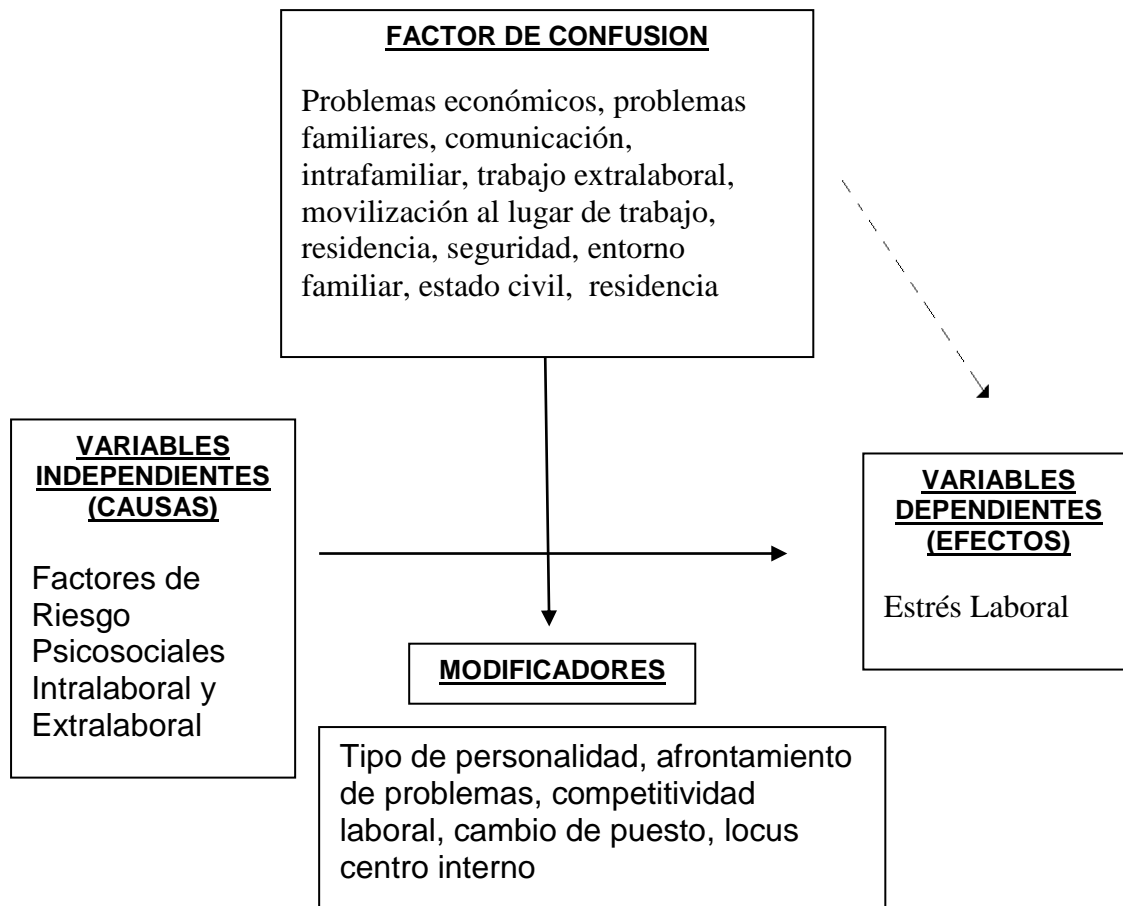 FACTOR DE CONFUSION
Problemas económicos, problemas
familiares, comunicación,
intrafamiliar, trabajo extralaboral,
movilización al lugar de trabajo,
residencia, seguridad, entorno
familiar, estado civil, residencia
VARIABLES
INDEPENDIENTES
(CAUSAS)
Factores de
Riesgo
Psicosociales
Intralaboral y
Extralaboral
VARIABLES
DEPENDIENTES
(EFECTOS)
Estrés Laboral
MODIFICADORES
Tipo de personalidad, afrontamiento
de problemas, competitividad
laboral, cambio de puesto, locus
centro interno